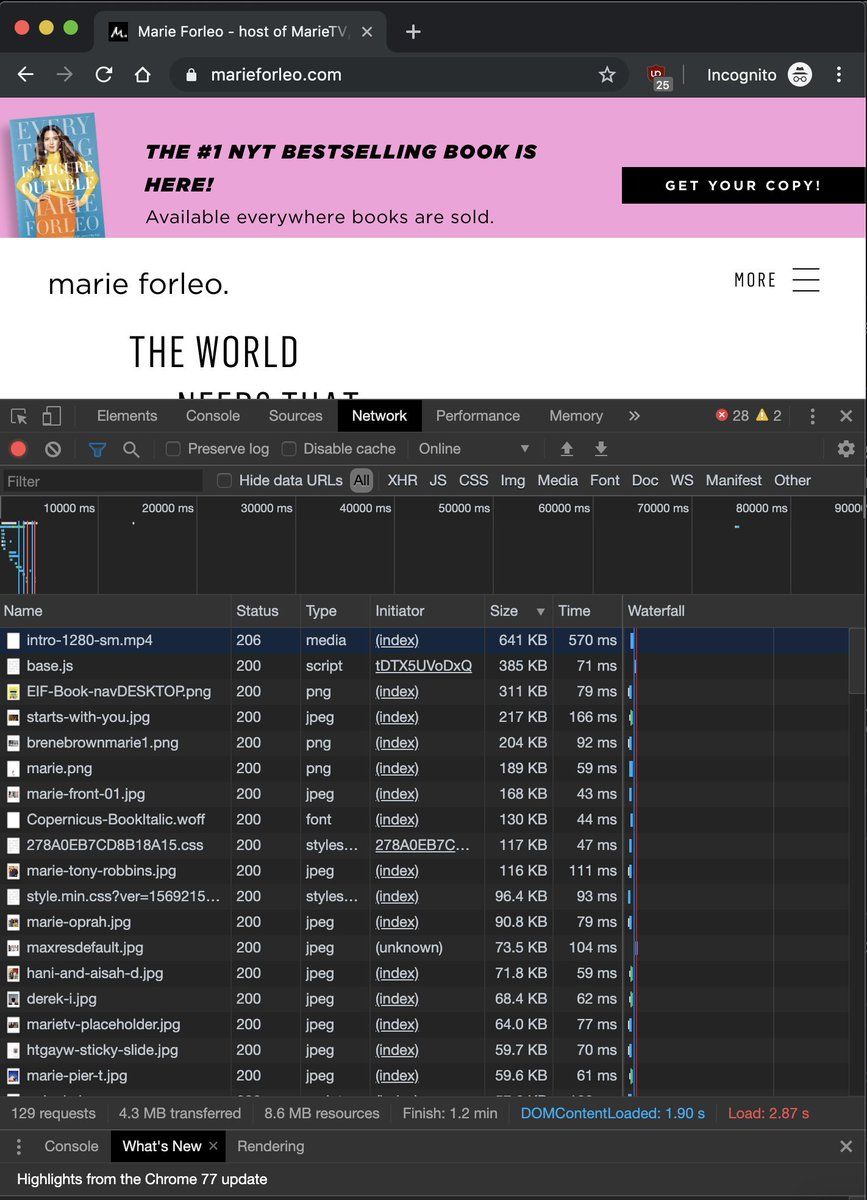 Marie Forleo - host of MarieTV,
marieforleo.com
25
Incognito
EVERY
THING
IS FIGURE
OUTABLE
MARIE
FORLEO
THE #1 NYT BESTSELLING BOOK IS
HERE!
Available everywhere books are sold.
GET YOUR COPY!
marie forleo.
MORE
THE WORLD
NEEDS THAT
Elements Console Sources Network Performance Memory » 28 2
Preserve log Disable cache Online
Filter Hide data URLs All XHR JS CSS Img Media Font Doc WS Manifest Other
10000 ms 20000 ms 30000 ms 40000 ms 50000 ms 60000 ms 70000 ms 80000 ms 9000
Name Status Type Initiator Size Time Waterfall
intro-1280-sm.mp4 206 media (index) 641 KB 570 ms
base.js 200 script tDTX5UVoDxQ 385 KB 71 ms
EIF-Book-navDESKTOP.png 200 png (index) 311 KB 79 ms
starts-with-you.jpg 200 jpeg (index) 217 KB 166 ms
brenebrownmarie1.png 200 png (index) 204 KB 92 ms
marie.png 200 png (index) 189 KB 59 ms
marie-front-01.jpg 200 jpeg (index) 168 KB 43 ms
Copernicus-BookItalic.woff 200 font (index) 130 KB 44 ms
278A0EB7CD8B18A15.css 200 styles… 278A0EB7C… 117 KB 47 ms
marie-tony-robbins.jpg 200 jpeg (index) 116 KB 111 ms
style.min.css?ver=1569215… 200 styles… (index) 96.4 KB 93 ms
marie-oprah.jpg 200 jpeg (index) 90.8 KB 79 ms
maxresdefault.jpg 200 jpeg (unknown) 73.5 KB 104 ms
hani-and-aisah-d.jpg 200 jpeg (index) 71.8 KB 59 ms
derek-i.jpg 200 jpeg (index) 68.4 KB 62 ms
marietv-placeholder.jpg 200 jpeg (index) 64.0 KB 77 ms
htgayw-sticky-slide.jpg 200 jpeg (index) 59.7 KB 70 ms
marie-pier-t.jpg 200 jpeg (index) 59.6 KB 61 ms
129 requests 4.3 MB transferred 8.6 MB resources Finish: 1.2 min DOMContentLoaded: 1.90 s Load: 2.87 s
Console What's New Rendering
Highlights from the Chrome 77 update